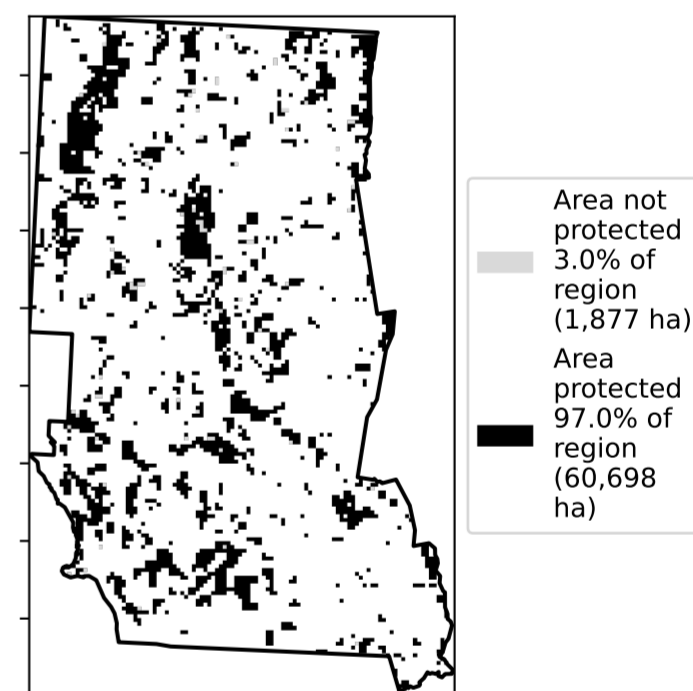 Area not
protected
3.0% of
region
(1,877 ha)
Area
protected
97.0% of
region
(60,698
ha)